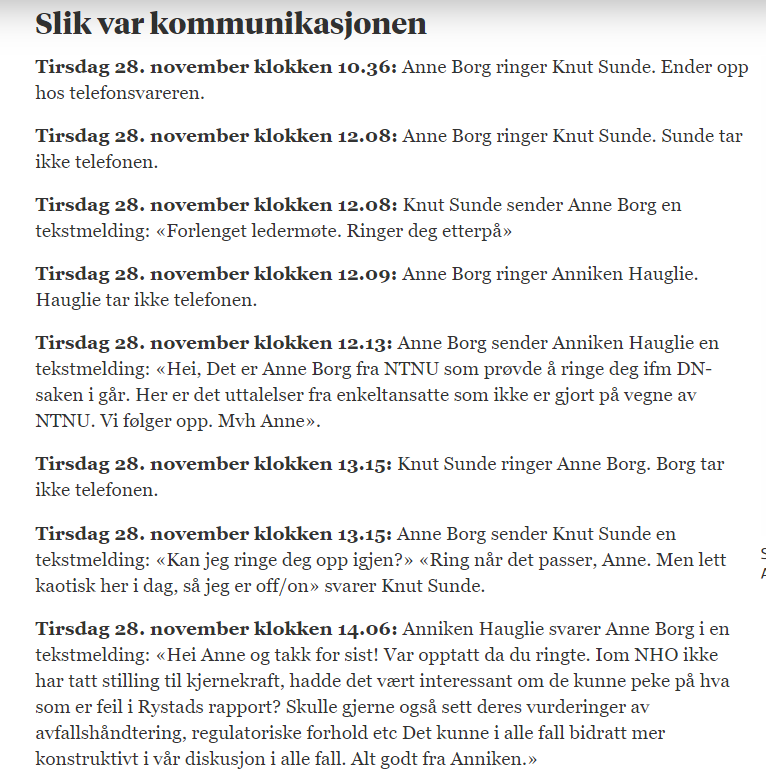 Slik var kommunikasjonen
Tirsdag 28. november klokken 10.36: Anne Borg ringer Knut Sunde. Ender opp
hos telefonsvareren.
Tirsdag 28. november klokken 12.08: Anne Borg ringer Knut Sunde. Sunde tar
ikke telefonen.
Tirsdag 28. november klokken 12.08: Knut Sunde sender Anne Borg en
tekstmelding: «Forlenget ledermøte. Ringer deg etterpå»
Tirsdag 28. november klokken 12.09: Anne Borg ringer Anniken Hauglie.
Hauglie tar ikke telefonen.
Tirsdag 28. november klokken 12.13: Anne Borg sender Anniken Hauglie en
tekstmelding: «Hei, Det er Anne Borg fra NTNU som prøvde å ringe deg ifm DN-
saken i går. Her er det uttalelser fra enkeltansatte som ikke er gjort på vegne av
NTNU. Vi følger opp. Mvh Anne».
Tirsdag 28. november klokken 13.15: Knut Sunde ringer Anne Borg. Borg tar
ikke telefonen.
Tirsdag 28. november klokken 13.15: Anne Borg sender Knut Sunde en
tekstmelding: «Kan jeg ringe deg opp igjen?» «Ring når det passer, Anne. Men lett
kaotisk her i dag, så jeg er off/on» svarer Knut Sunde.
Tirsdag 28. november klokken 14.06: Anniken Hauglie svarer Anne Borg i en
tekstmelding: «Hei Anne og takk for sist! Var opptatt da du ringte. Iom NHO ikke
har tatt stilling til kjernekraft, hadde det vært interessant om de kunne peke på hva
som er feil i Rystads rapport? Skulle gjerne også sett deres vurderinger av
avfallshåndtering, regulatoriske forhold etc Det kunne i alle fall bidratt mer
konstruktivt i vår diskusjon i alle fall. Alt godt fra Anniken.»